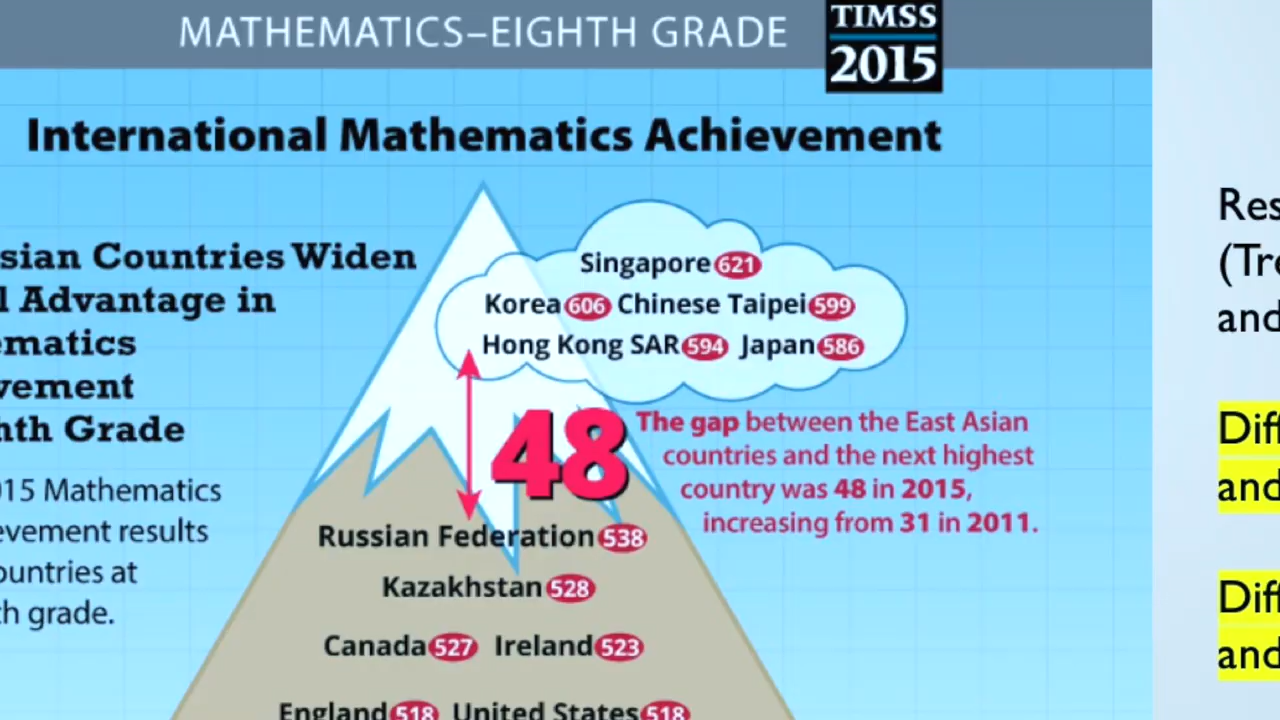 MATHEMATICS–EIGHTH GRADE
TIMSS
2015
International Mathematics Achievement
sian Countries Widen
l Advantage in
ematics
vement
hth Grade
015 Mathematics
evement results
ountries at
th grade.
Singapore 621
Korea 606 Chinese Taipei 599
Hong Kong SAR 594 Japan 586
48
The gap between the East Asian
countries and the next highest
country was 48 in 2015,
increasing from 31 in 2011.
Russian Federation 538
Kazakhstan 528
Canada 527 Ireland 523
England 518 United States 518
Res
(Tre
and
Diff
and
Diff
and